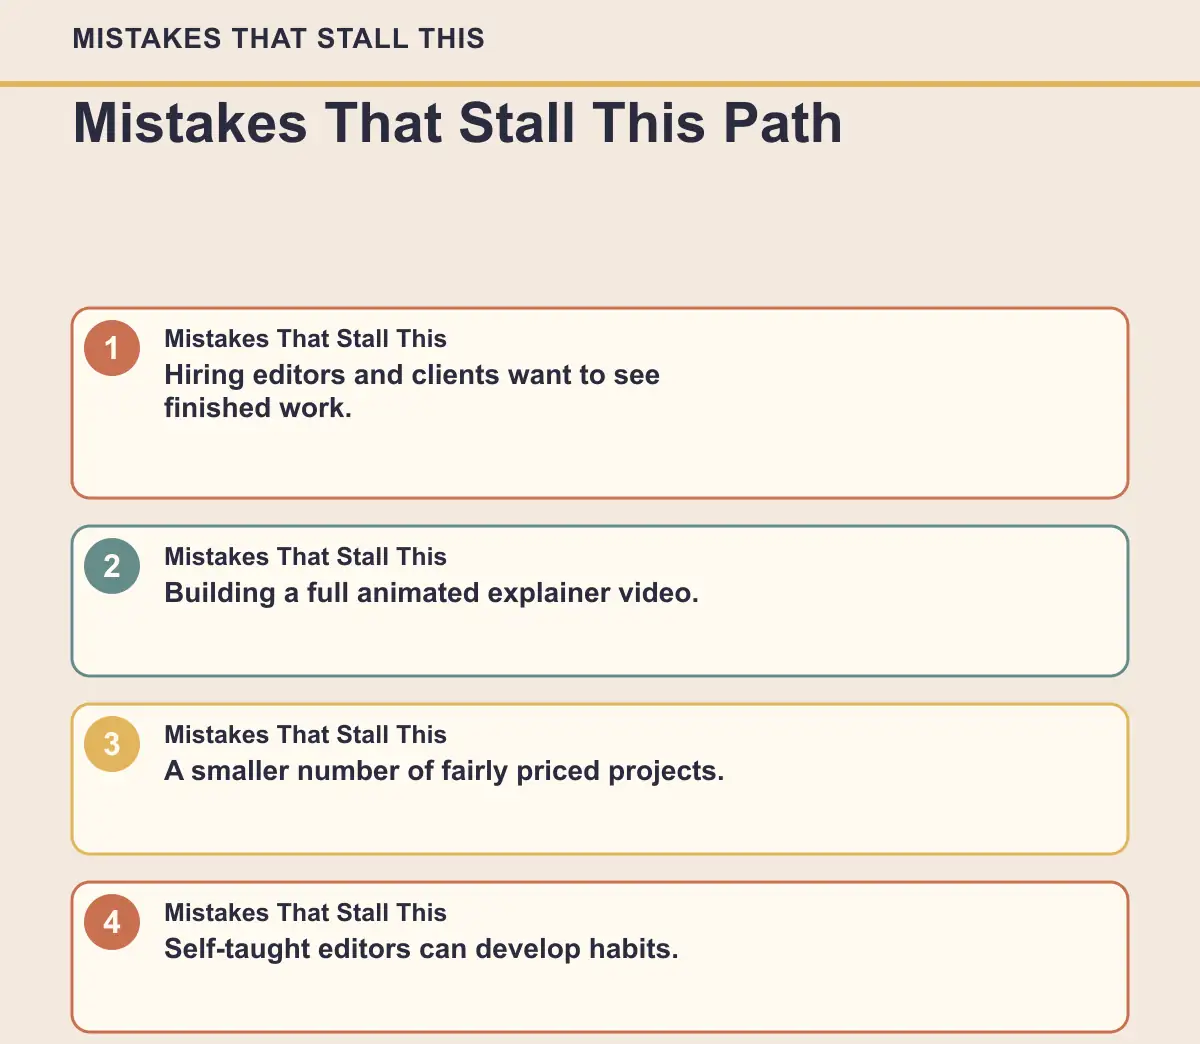 MISTAKES THAT STALL THIS
Mistakes That Stall This Path
1
Mistakes That Stall This
Hiring editors and clients want to see
finished work.
2
Mistakes That Stall This
Building a full animated explainer video.
3
Mistakes That Stall This
A smaller number of fairly priced projects.
4
Mistakes That Stall This
Self-taught editors can develop habits.